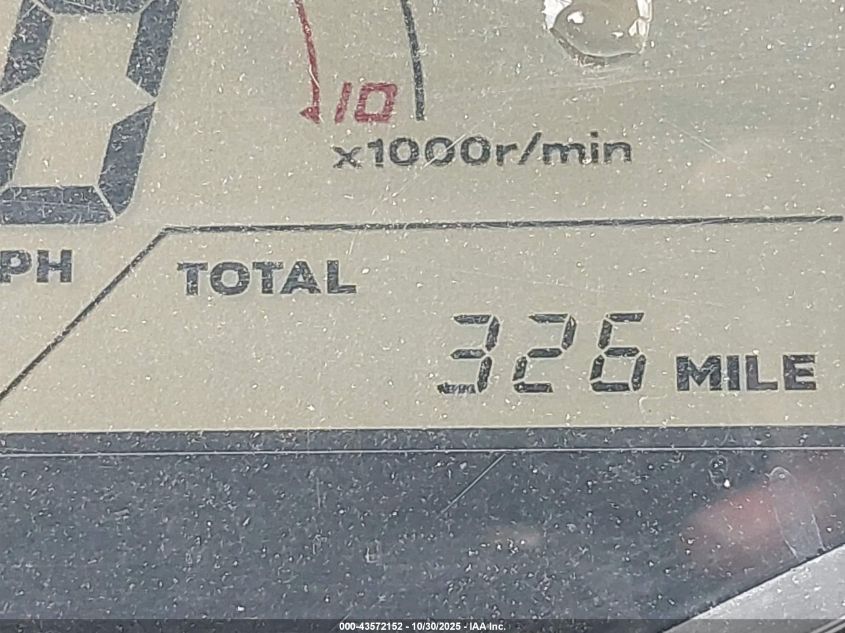 10
x1000r/min
PH
TOTAL
326 MILE
000-43572152 - 10/30/2025 - IAA Inc.